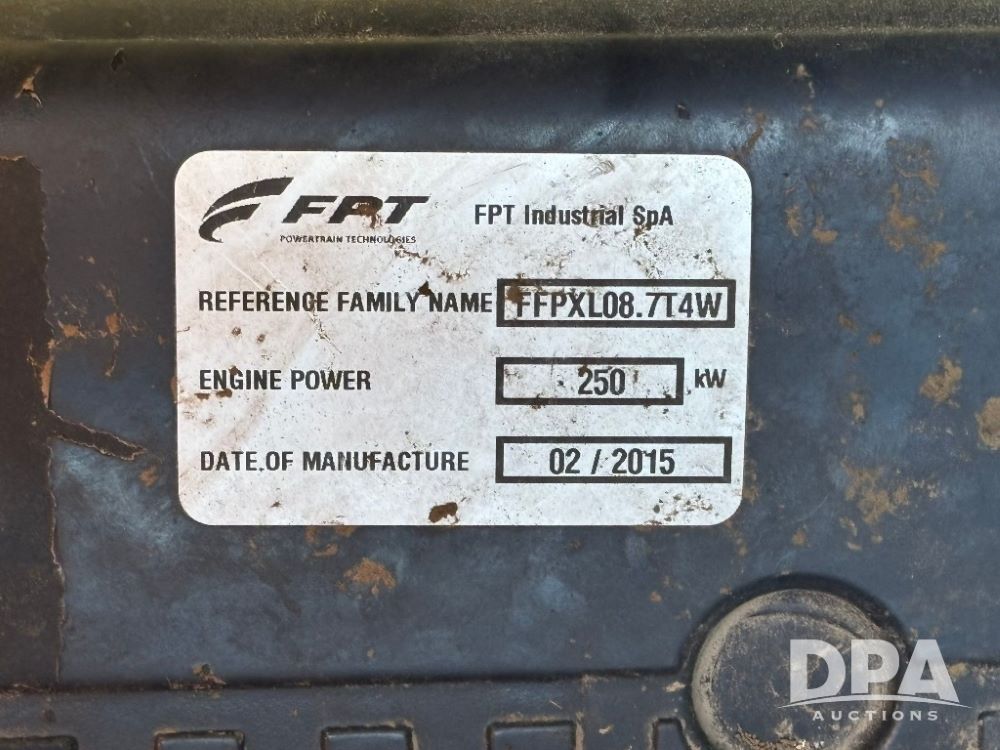 FPT
FPT Industrial SpA
POWERTRAIN TECHNOLOGIES
REFERENCE FAMILY NAME FFPXL08.7T4W
ENGINE POWER 250 kW
DATE OF MANUFACTURE 02 / 2015
DPA
AUCTIONS